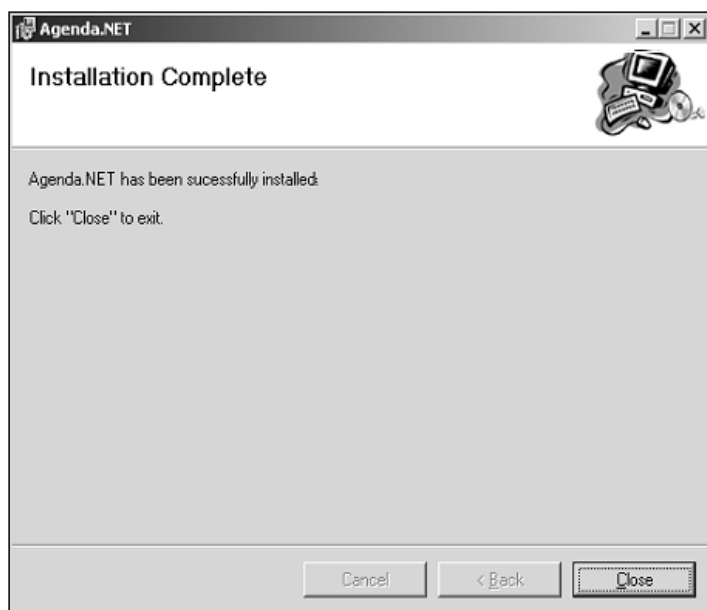 Agenda.NET
Installation Complete
Agenda.NET has been sucessfully installed.
Click "Close" to exit.
Cancel
< Back
Close